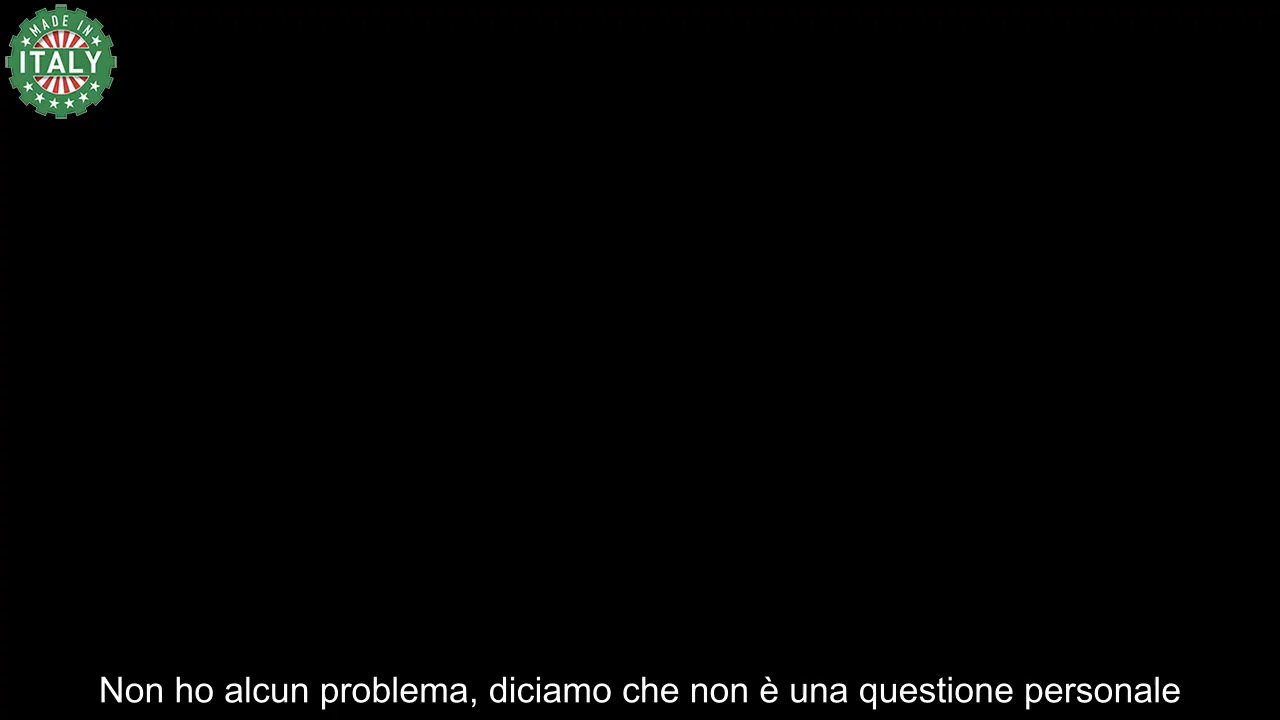 MADE IN
ITALY
Non ho alcun problema, diciamo che non è una questione personale